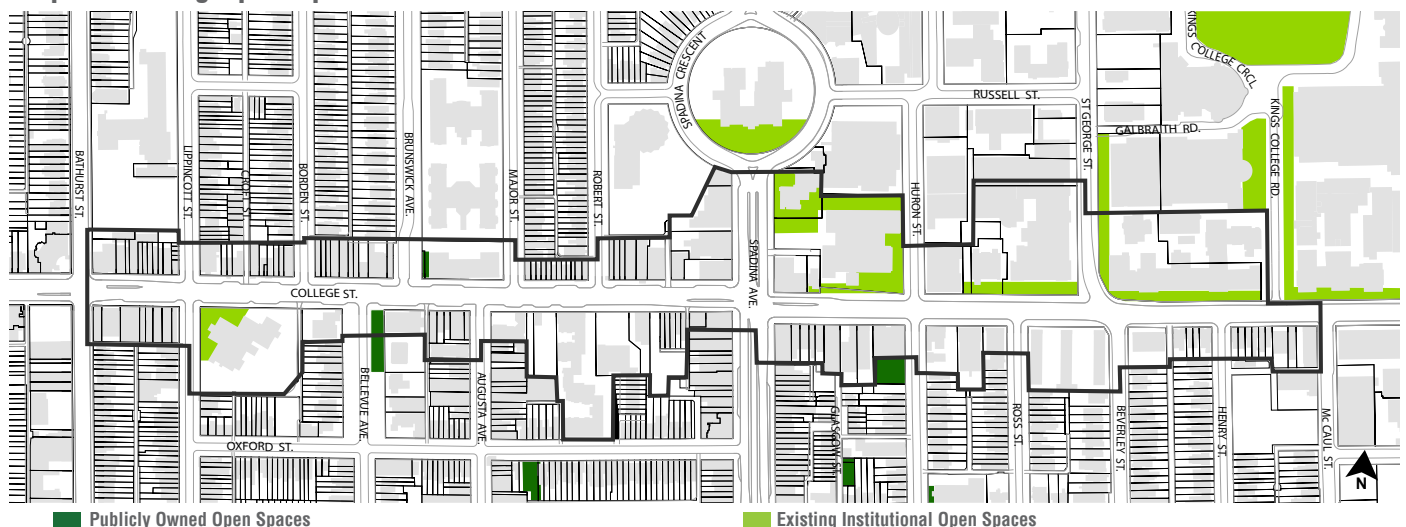 SPADINA CRESCENT
KINGS COLLEGE CRCL
RUSSELL ST.
ST GEORGE ST.
GALBRAITH RD.
KINGS COLLEGE RD.
BATHURST ST.
LIPPINCOTT ST.
CROFT ST.
BORDEN ST.
BRUNSWICK AVE.
MAJOR ST.
ROBERT ST.
HURON ST.
SPADINA AVE.
COLLEGE ST.
BELLEVUE AVE.
AUGUSTA AVE.
GLASGOW ST.
ROSS ST.
BEVERLEY ST.
HENRY ST.
Mc CAUL ST.
OXFORD ST.
N
Publicly Owned Open Spaces
Existing Institutional Open Spaces